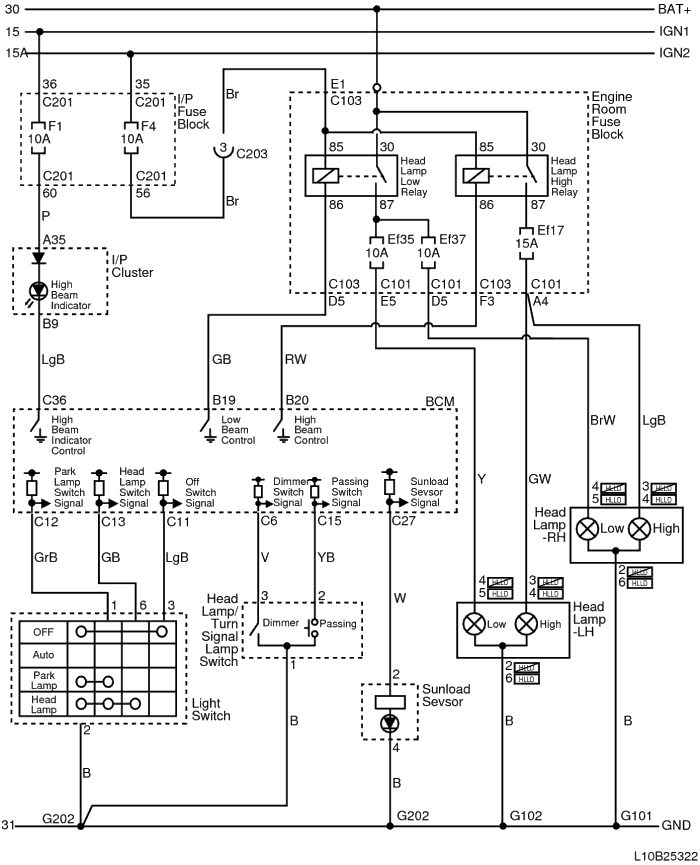 30 BAT+
15 IGN1
15A IGN2
36 35 E1
C201 C201 I/P Fuse Block Br C103 Engine Room Fuse Block
F1 10A F4 10A
3 C203
85 30 Head Lamp Low Relay 85 30 Head Lamp High Relay
C201 C201
60 56 Br 86 87 86 87
P
A35 I/P Cluster
Ef35 10A Ef37 10A Ef17 15A
High Beam Indicator
C103 C101 C101 C103 C101
D5 E5 D5 F3 A4
B9
LgB GB RW
C36 B19 B20 BCM
High Beam Indicator Control
Low Beam Control
High Beam Control
BrW LgB
Park Lamp Switch Signal
Head Lamp Switch Signal
Off Switch Signal
Dimmer Switch Signal
Passing Switch Signal
Sunload Sevsor Signal
Y GW
4 HLLD 3 HLLD
5 HLLD 4 HLLD
C12 C13 C11 C6 C15 C27
Head Lamp -RH Low High
GrB GB LgB V YB W
2 HLLD
6 HLLD
4 HLLD 3 HLLD
5 HLLD 4 HLLD
1 6 3
Head Lamp/ Turn Signal Lamp Switch
3 2
Dimmer Passing
1
Head Lamp -LH Low High
2 HLLD
6 HLLD
OFF
Auto
Park Lamp
Head Lamp
Light Switch
2
2 Sunload Sevsor
4
B B B B B
31 G202 G202 G102 G101 GND
L10B25322